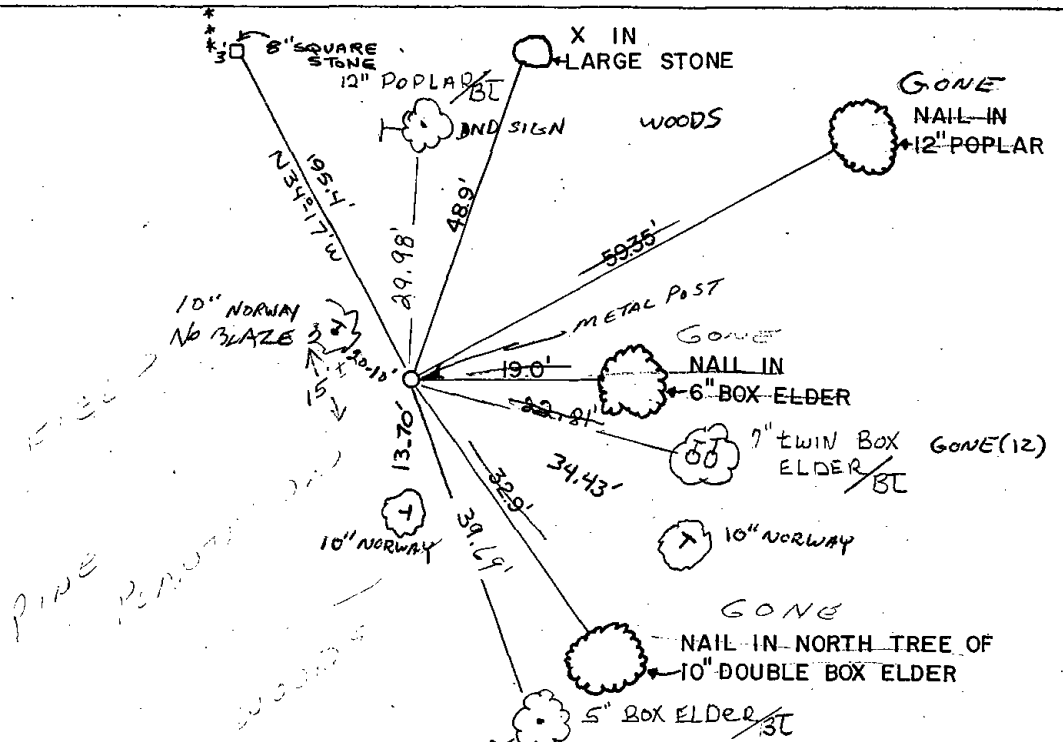 * * * 3'
8" SQUARE
STONE
X IN
LARGE STONE
12" POPLAR/BT
BND SIGN
WOODS
GONE
NAIL IN
12" POPLAR
195.4'
N34°17'W
29.98'
48.9'
59.35'
10" NORWAY
NO BLAZE
METAL POST
GONE
19.0'
NAIL IN
6" BOX ELDER
20.10'
15' ±
22.81'
7" TWIN BOX
ELDER/BT
GONE (12)
13.70'
34.43'
32.9'
39.69'
10" NORWAY
10" NORWAY
FIELD
PINE
WOODS
GONE
NAIL IN NORTH TREE OF
10" DOUBLE BOX ELDER
5" BOX ELDER/BT